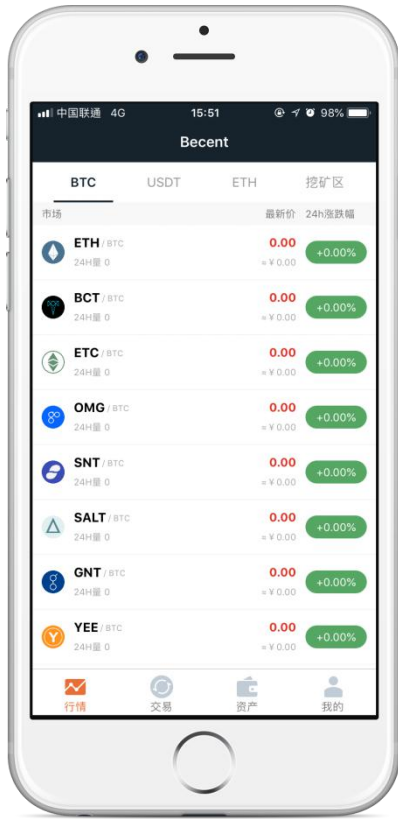 中国联通 4G 15:51 98%
Becent
BTC USDT ETH 挖矿区
市场 最新价 24h涨跌幅
ETH / BTC 0.00 +0.00%
24H量 0 ≈ ¥ 0.00
BCT / BTC 0.00 +0.00%
24H量 0 ≈ ¥ 0.00
ETC / BTC 0.00 +0.00%
24H量 0 ≈ ¥ 0.00
OMG / BTC 0.00 +0.00%
24H量 0 ≈ ¥ 0.00
SNT / BTC 0.00 +0.00%
24H量 0 ≈ ¥ 0.00
SALT / BTC 0.00 +0.00%
24H量 0 ≈ ¥ 0.00
GNT / BTC 0.00 +0.00%
24H量 0 ≈ ¥ 0.00
YEE / BTC 0.00 +0.00%
24H量 0 ≈ ¥ 0.00
行情 交易 资产 我的